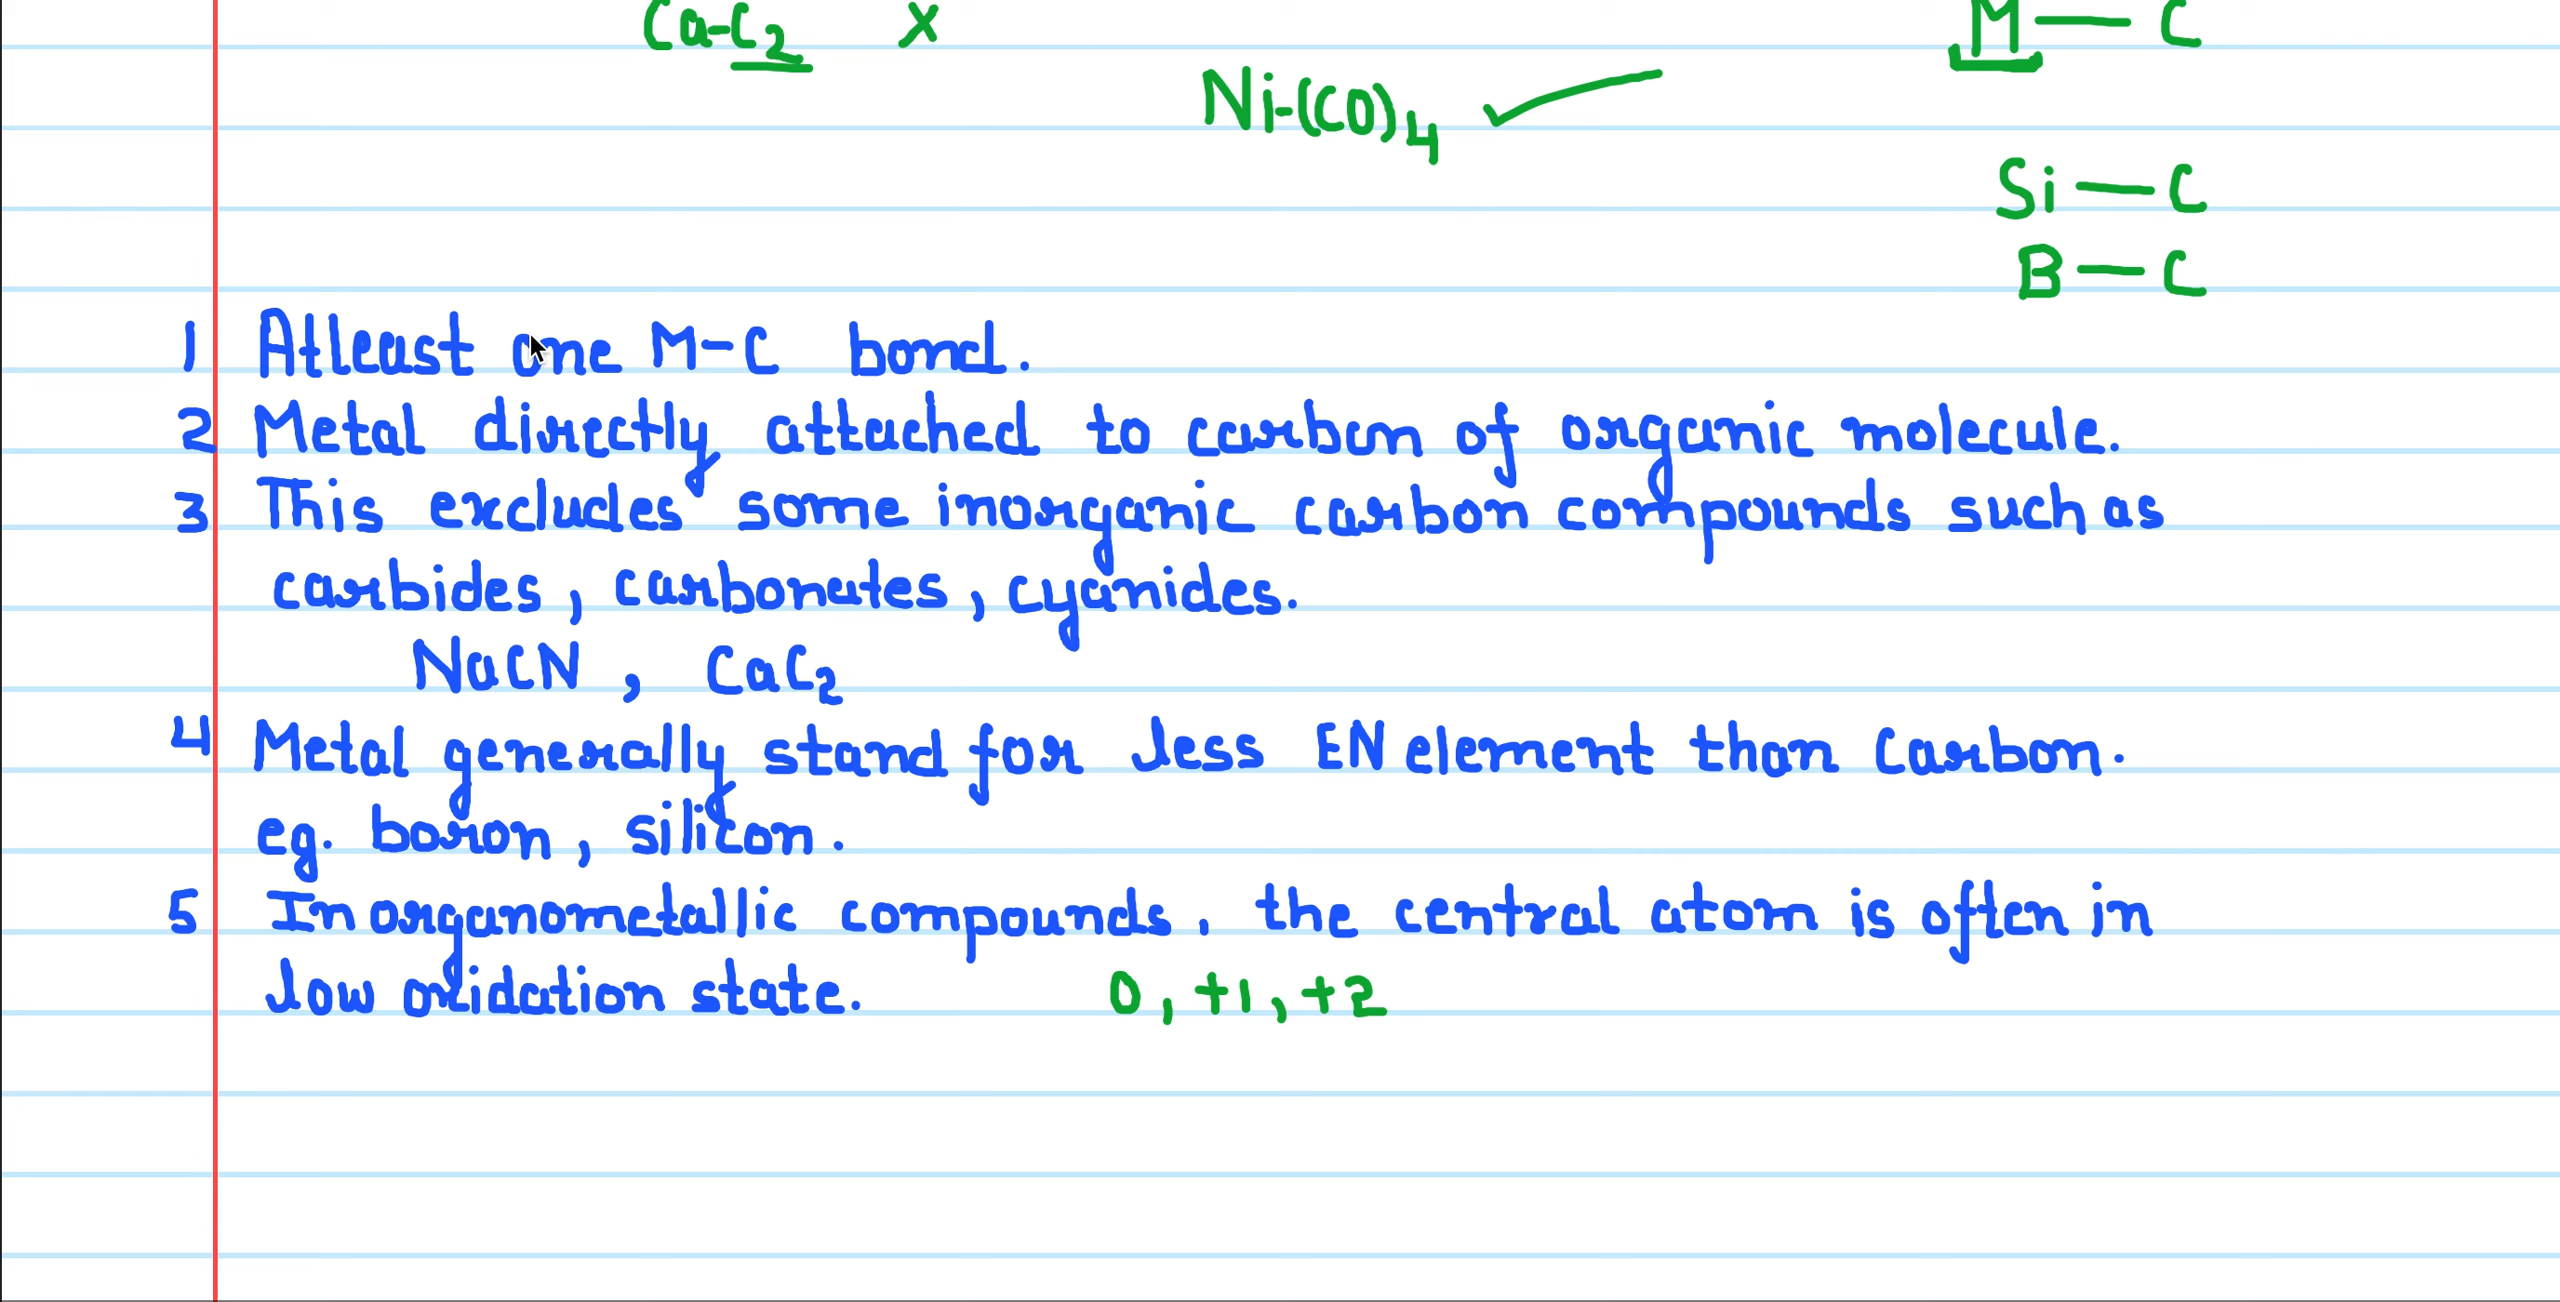 Ca-C₂ x
M — C
Ni-(CO)₄ ✓
Si — C
B — C
1 Atleast one M-C bond.
2 Metal directly attached to carbon of organic molecule.
3 This excludes some inorganic carbon compounds such as
carbides, carbonates, cyanides.
NaCN, CaC₂
4 Metal generally stand for less EN element than Carbon.
eg. boron, silicon.
5 In organometallic compounds. the central atom is often in
low oxidation state. 0, +1, +2